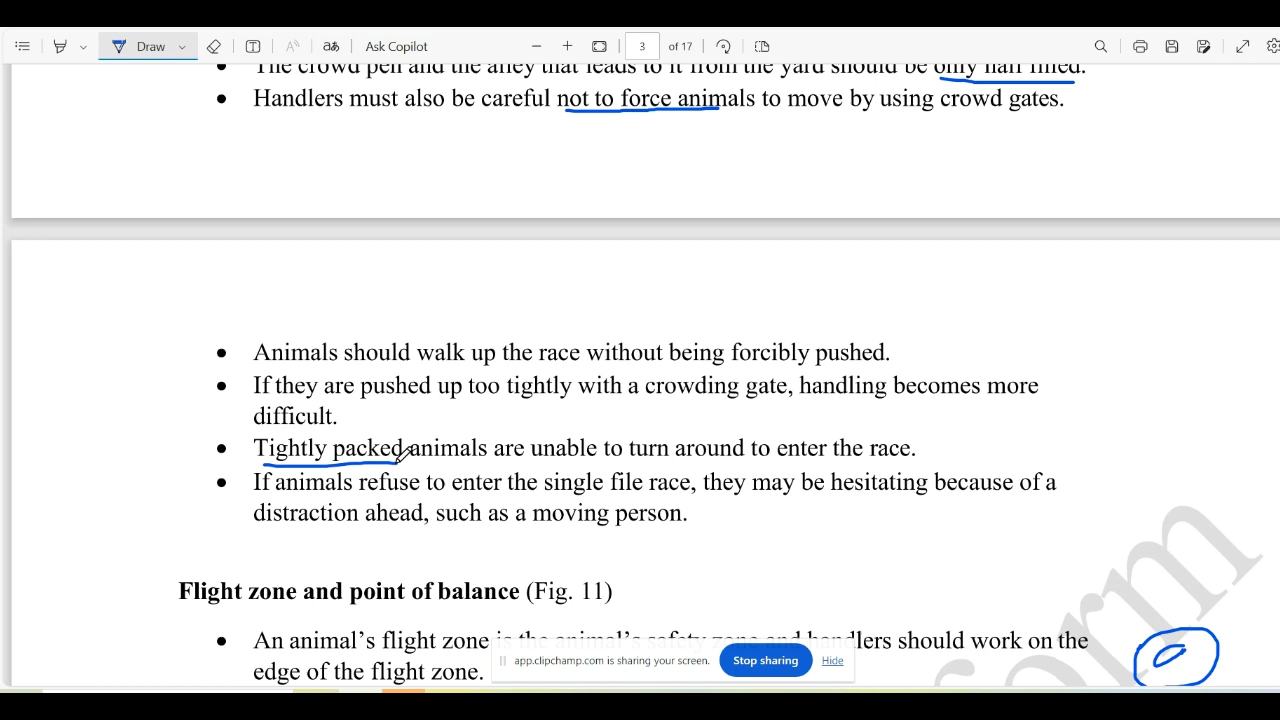 Draw
Ask Copilot
3 of 17
The crowd pen and the alley that leads to it from the yard should be only half filled.
• Handlers must also be careful not to force animals to move by using crowd gates.
• Animals should walk up the race without being forcibly pushed.
• If they are pushed up too tightly with a crowding gate, handling becomes more
difficult.
• Tightly packed animals are unable to turn around to enter the race.
• If animals refuse to enter the single file race, they may be hesitating because of a
distraction ahead, such as a moving person.
Flight zone and point of balance (Fig. 11)
• An animal's flight zone is the animal's safety zone and handlers should work on the
edge of the flight zone.
app.clipchamp.com is sharing your screen. Stop sharing Hide